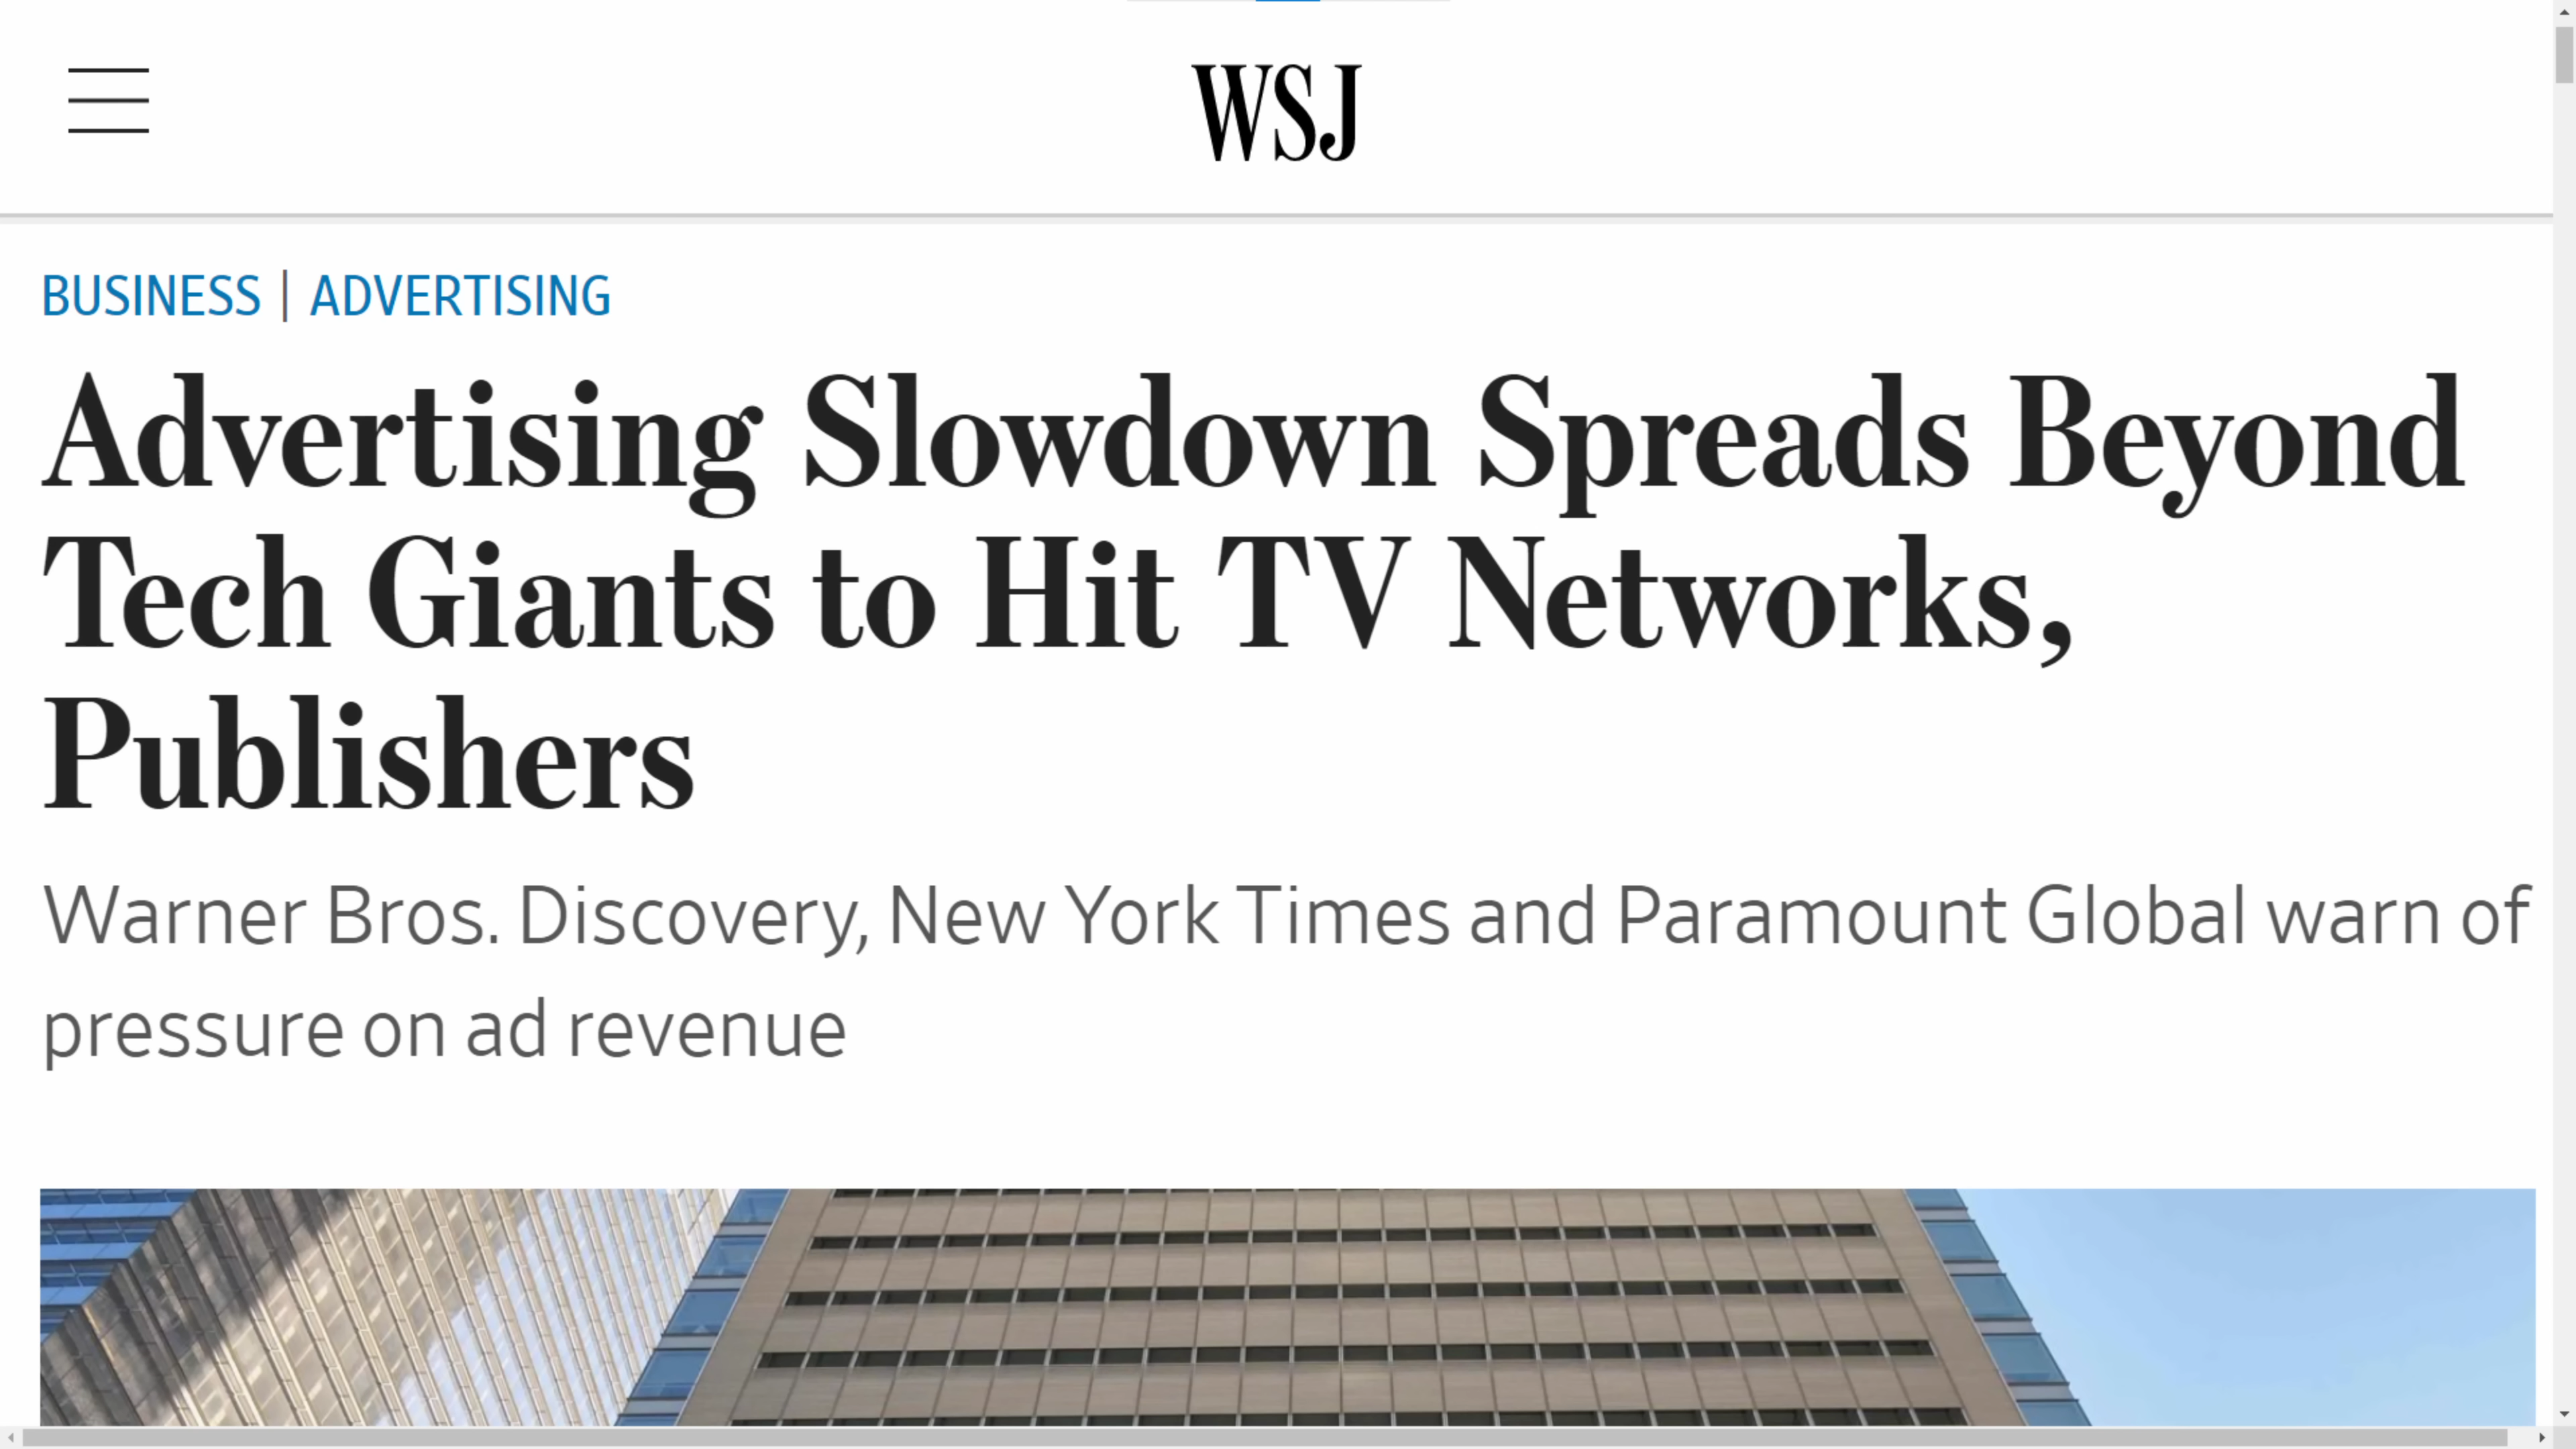 WSJ
BUSINESS | ADVERTISING
Advertising Slowdown Spreads Beyond
Tech Giants to Hit TV Networks,
Publishers
Warner Bros. Discovery, New York Times and Paramount Global warn of
pressure on ad revenue